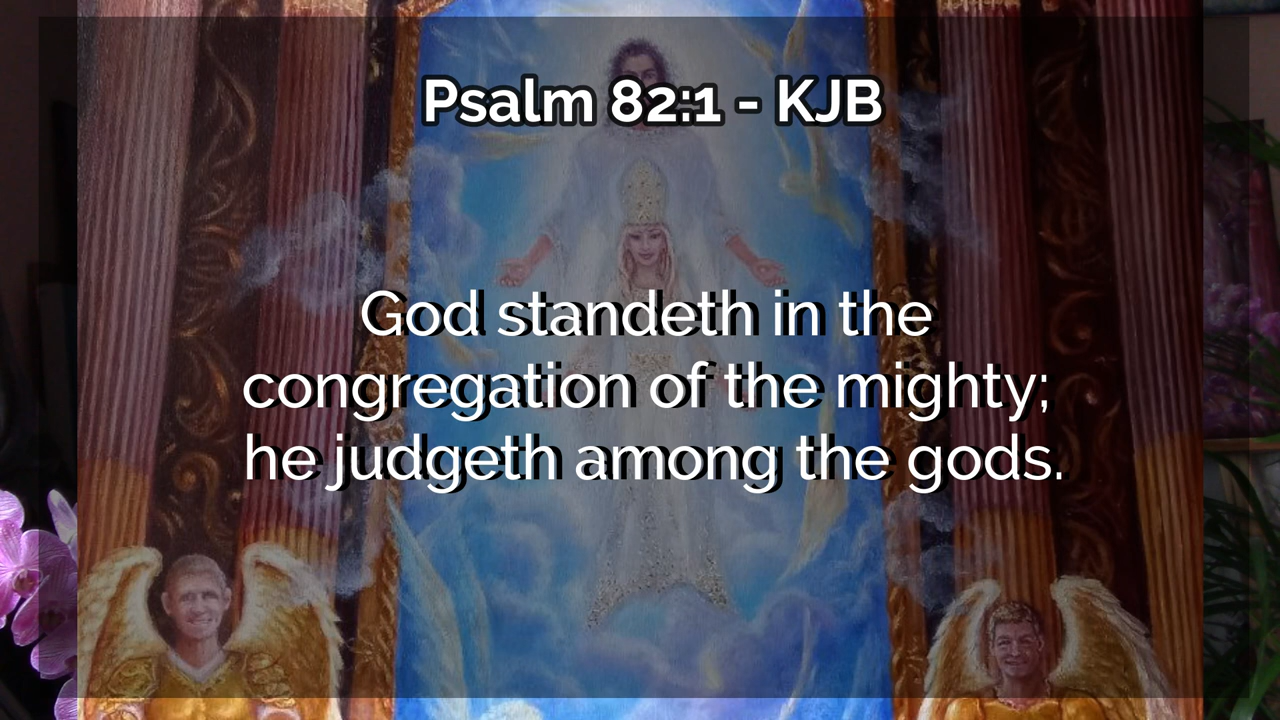 Psalm 82:1 - KJB
God standeth in the
congregation of the mighty;
he judgeth among the gods.